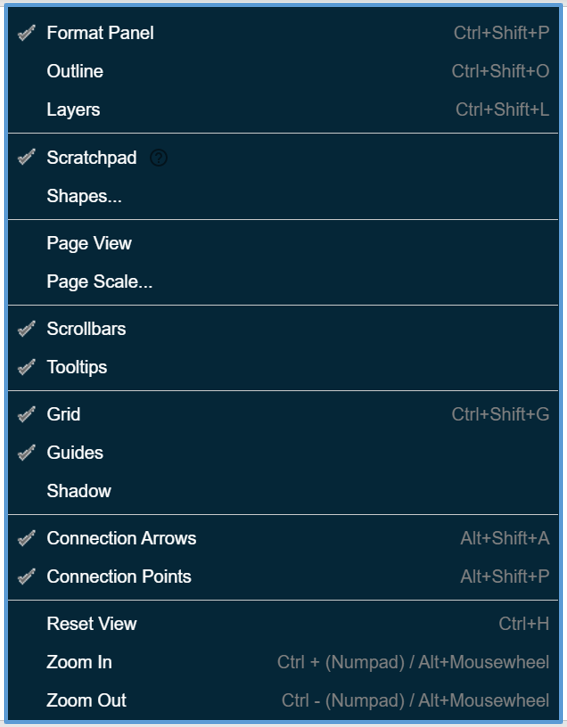 Format Panel Ctrl+Shift+P
Outline Ctrl+Shift+O
Layers Ctrl+Shift+L
Scratchpad ?
Shapes...
Page View
Page Scale...
Scrollbars
Tooltips
Grid Ctrl+Shift+G
Guides
Shadow
Connection Arrows Alt+Shift+A
Connection Points Alt+Shift+P
Reset View Ctrl+H
Zoom In Ctrl + (Numpad) / Alt+Mousewheel
Zoom Out Ctrl - (Numpad) / Alt+Mousewheel